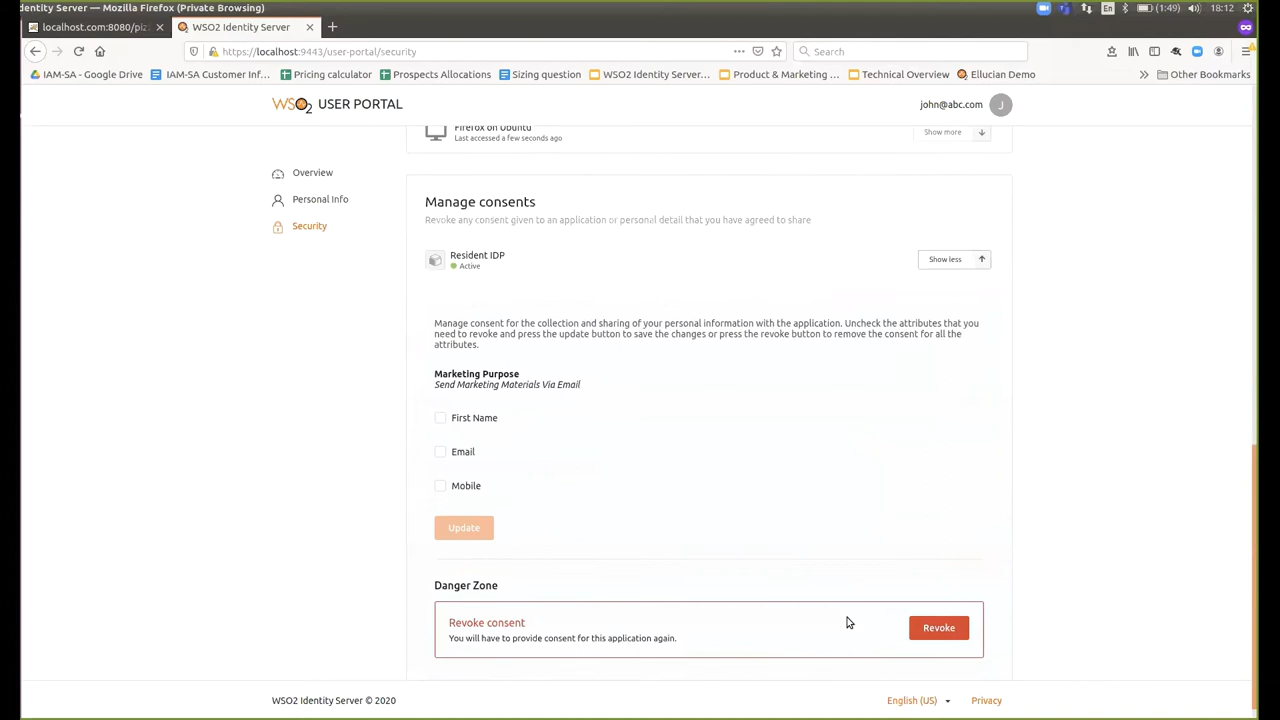 dentity Server — Mozilla Firefox (Private Browsing)
En
(1:49)
18:12
localhost.com:8080/piz
WSO2 Identity Server
https://localhost:9443/user-portal/security
Search
IAM-SA - Google Drive
IAM-SA Customer Inf...
Pricing calculator
Prospects Allocations
Sizing question
WSO2 Identity Server...
Product & Marketing ...
Technical Overview
Ellucian Demo
Other Bookmarks
WSO2 USER PORTAL
john@abc.com
J
Firefox on Ubuntu
Last accessed a few seconds ago
Show more
Overview
Personal Info
Security
Manage consents
Revoke any consent given to an application or personal detail that you have agreed to share
Resident IDP
Active
Show less
Manage consent for the collection and sharing of your personal information with the application. Uncheck the attributes that you
need to revoke and press the update button to save the changes or press the revoke button to remove the consent for all the
attributes.
Marketing Purpose
Send Marketing Materials Via Email
First Name
Email
Mobile
Update
Danger Zone
Revoke consent
You will have to provide consent for this application again.
Revoke
WSO2 Identity Server © 2020
English (US)
Privacy